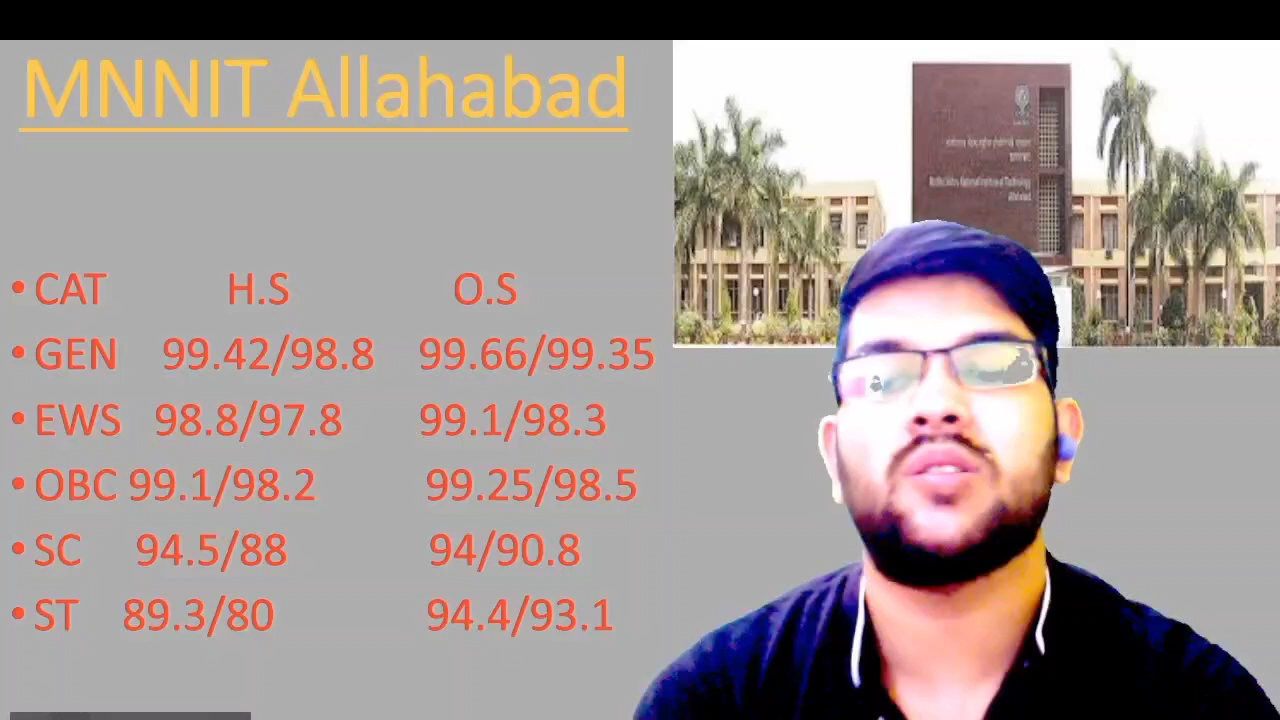 MNNIT Allahabad
• CAT H.S O.S
• GEN 99.42/98.8 99.66/99.35
• EWS 98.8/97.8 99.1/98.3
• OBC 99.1/98.2 99.25/98.5
• SC 94.5/88 94/90.8
• ST 89.3/80 94.4/93.1